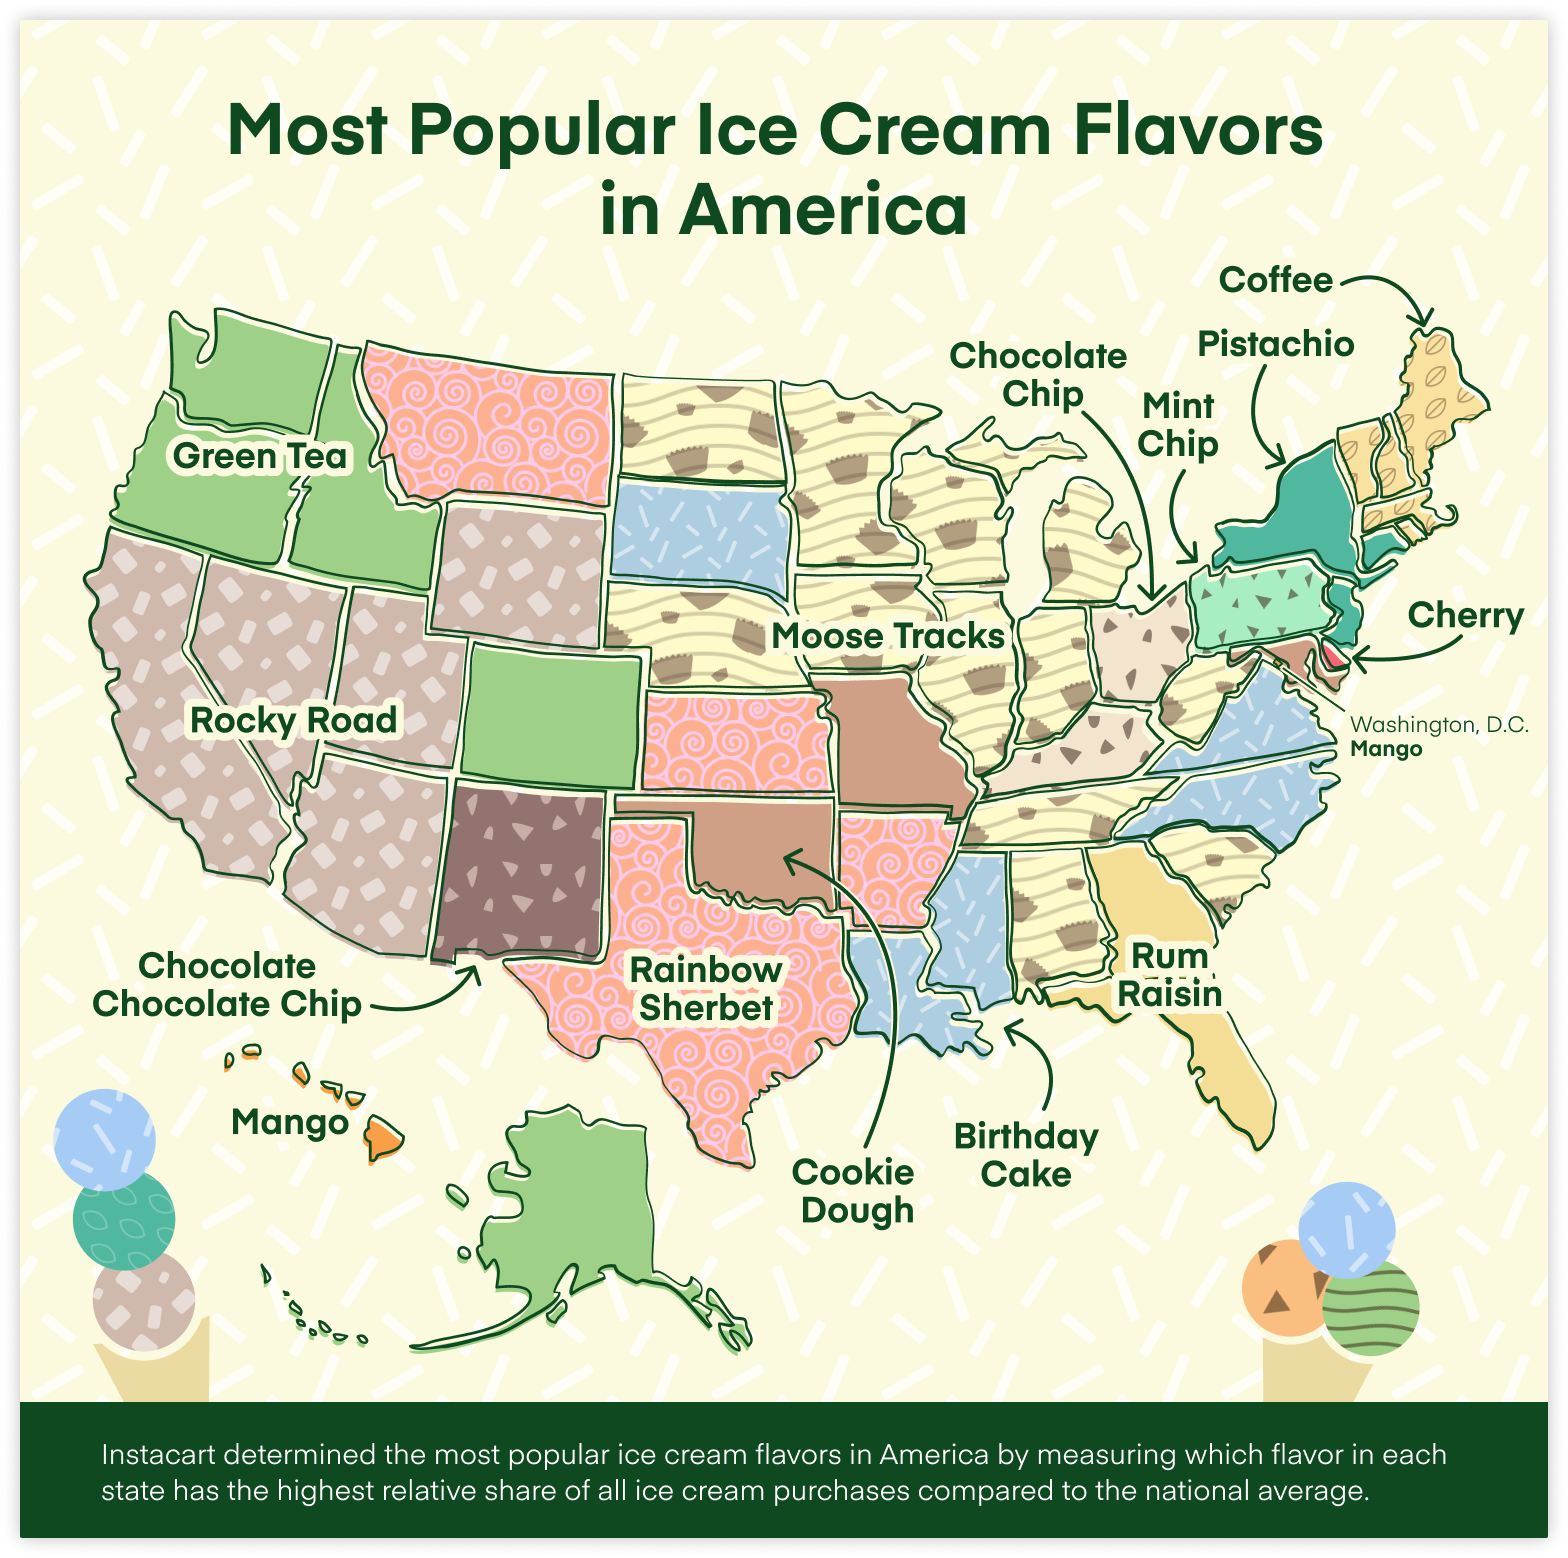 Most Popular Ice Cream Flavors
in America
Coffee
Pistachio
Chocolate
Chip
Mint
Chip
Green Tea
Cherry
Moose Tracks
Rocky Road
Washington, D.C.
Mango
Chocolate
Chocolate Chip
Rainbow
Sherbet
Rum
Raisin
Mango
Birthday
Cake
Cookie
Dough
Instacart determined the most popular ice cream flavors in America by measuring which flavor in each
state has the highest relative share of all ice cream purchases compared to the national average.